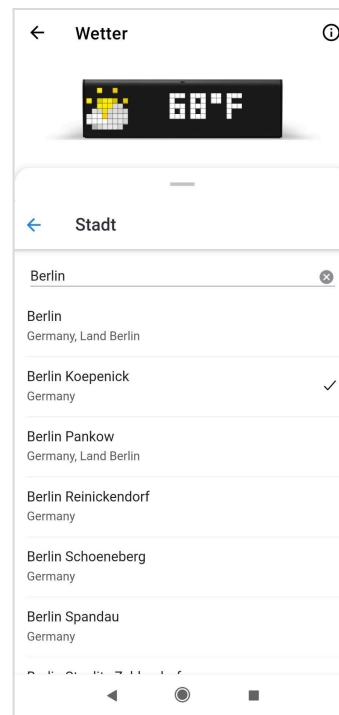 Wetter
68°F
Stadt
Berlin
Berlin
Germany, Land Berlin
Berlin Koepenick
Germany
Berlin Pankow
Germany, Land Berlin
Berlin Reinickendorf
Germany
Berlin Schoeneberg
Germany
Berlin Spandau
Germany